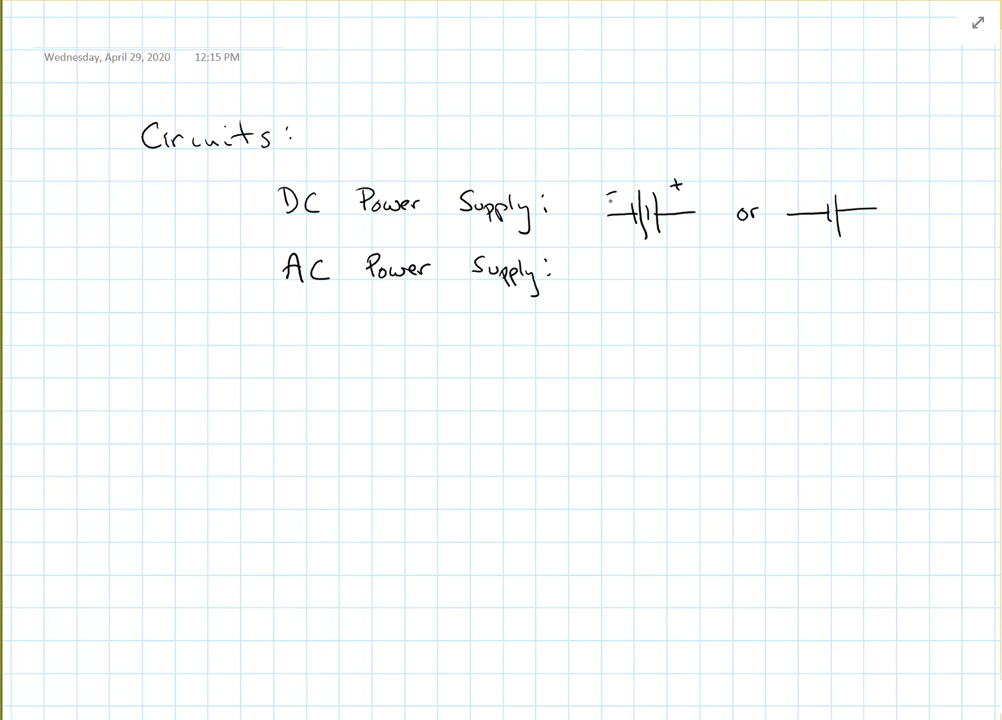 Wednesday, April 29, 2020 12:15 PM
Circuits:
DC Power Supply: - + or
AC Power Supply: